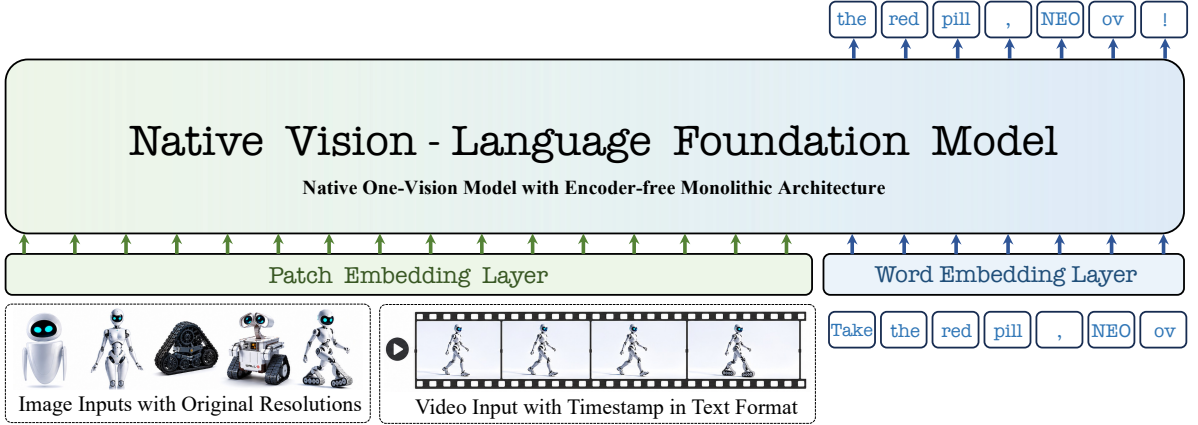 the red pill , NEO ov !
Native Vision - Language Foundation Model
Native One-Vision Model with Encoder-free Monolithic Architecture
Patch Embedding Layer
Word Embedding Layer
Take the red pill , NEO ov
Image Inputs with Original Resolutions
Video Input with Timestamp in Text Format